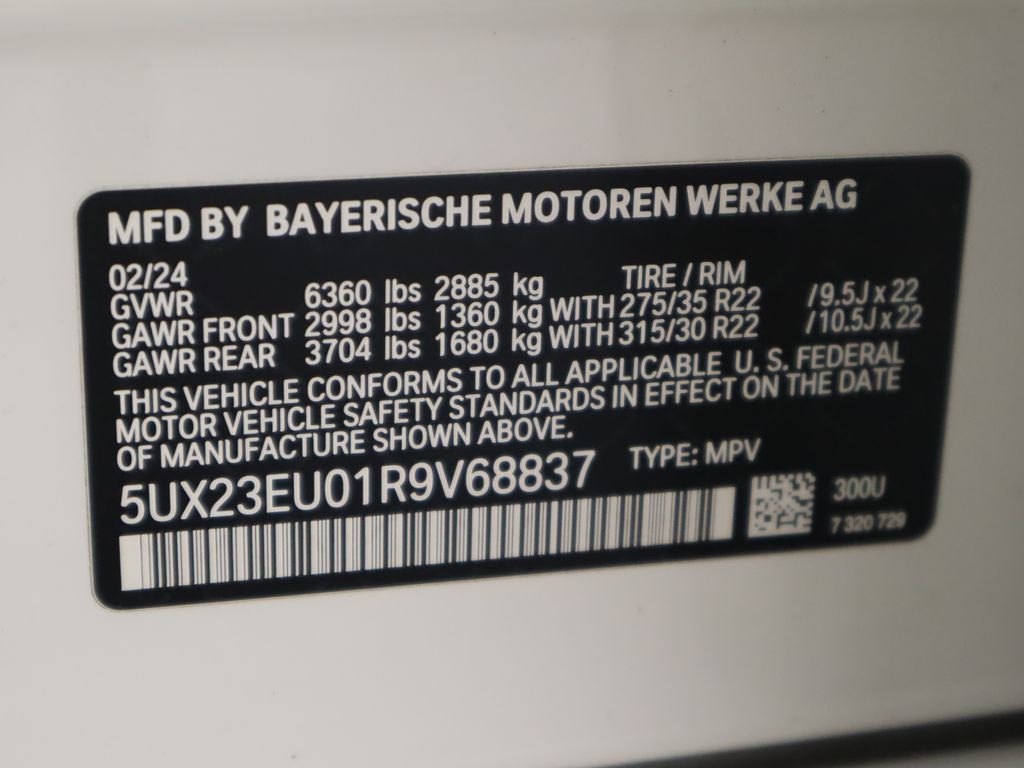 MFD BY BAYERISCHE MOTOREN WERKE AG
02/24 TIRE / RIM
GVWR 6360 lbs 2885 kg
GAWR FRONT 2998 lbs 1360 kg WITH 275/35 R22 /9.5J x 22
GAWR REAR 3704 lbs 1680 kg WITH 315/30 R22 /10.5J x 22
THIS VEHICLE CONFORMS TO ALL APPLICABLE U. S. FEDERAL
MOTOR VEHICLE SAFETY STANDARDS IN EFFECT ON THE DATE
OF MANUFACTURE SHOWN ABOVE.
5UX23EU01R9V68837 TYPE: MPV
300U
7 320 729